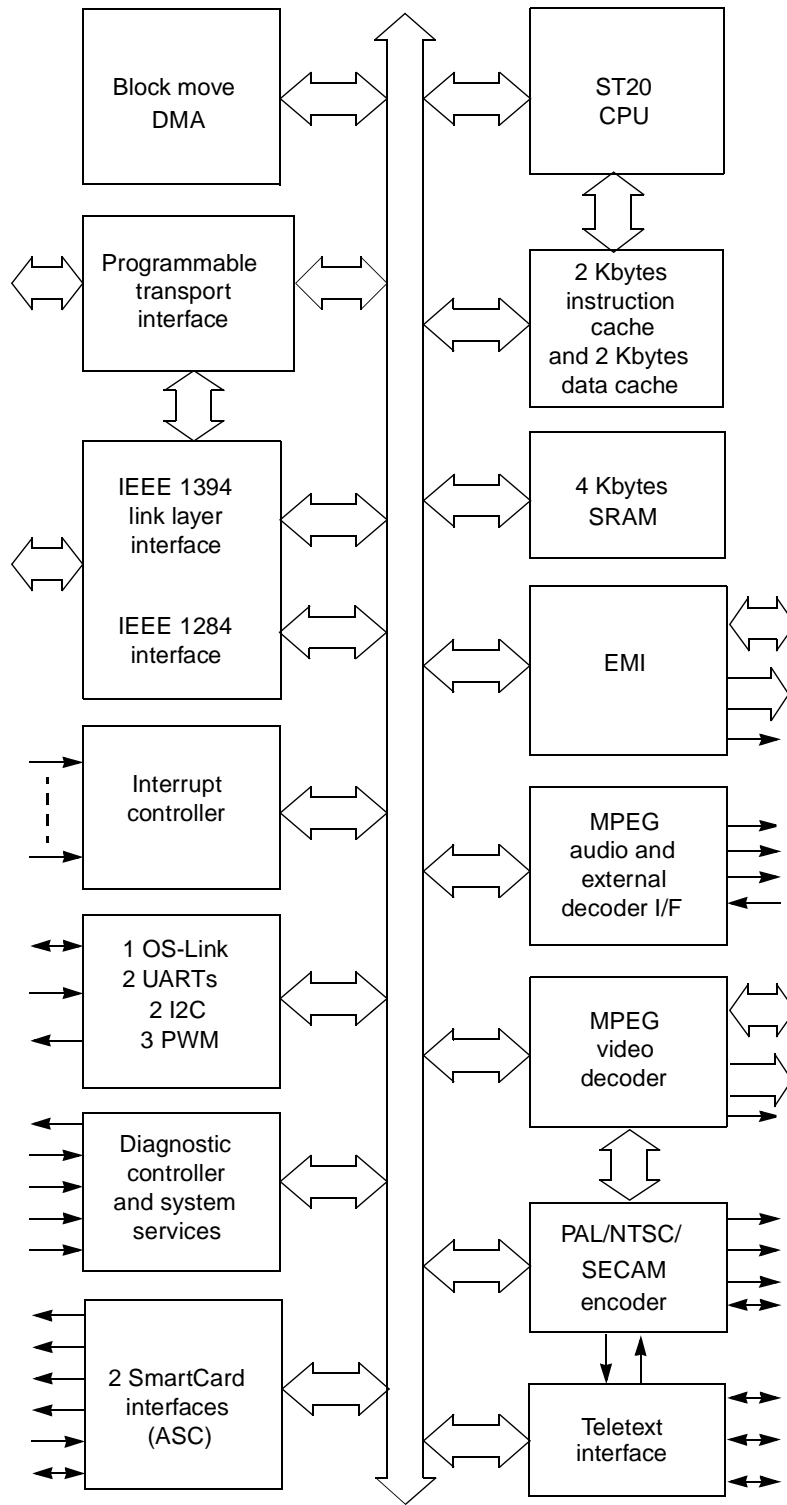 Block move
DMA
ST20
CPU
Programmable
transport
interface
2 Kbytes
instruction
cache
and 2 Kbytes
data cache
IEEE 1394
link layer
interface
IEEE 1284
interface
4 Kbytes
SRAM
EMI
Interrupt
controller
MPEG
audio and
external
decoder I/F
1 OS-Link
2 UARTs
2 I2C
3 PWM
MPEG
video
decoder
Diagnostic
controller
and system
services
PAL/NTSC/
SECAM
encoder
2 SmartCard
interfaces
(ASC)
Teletext
interface